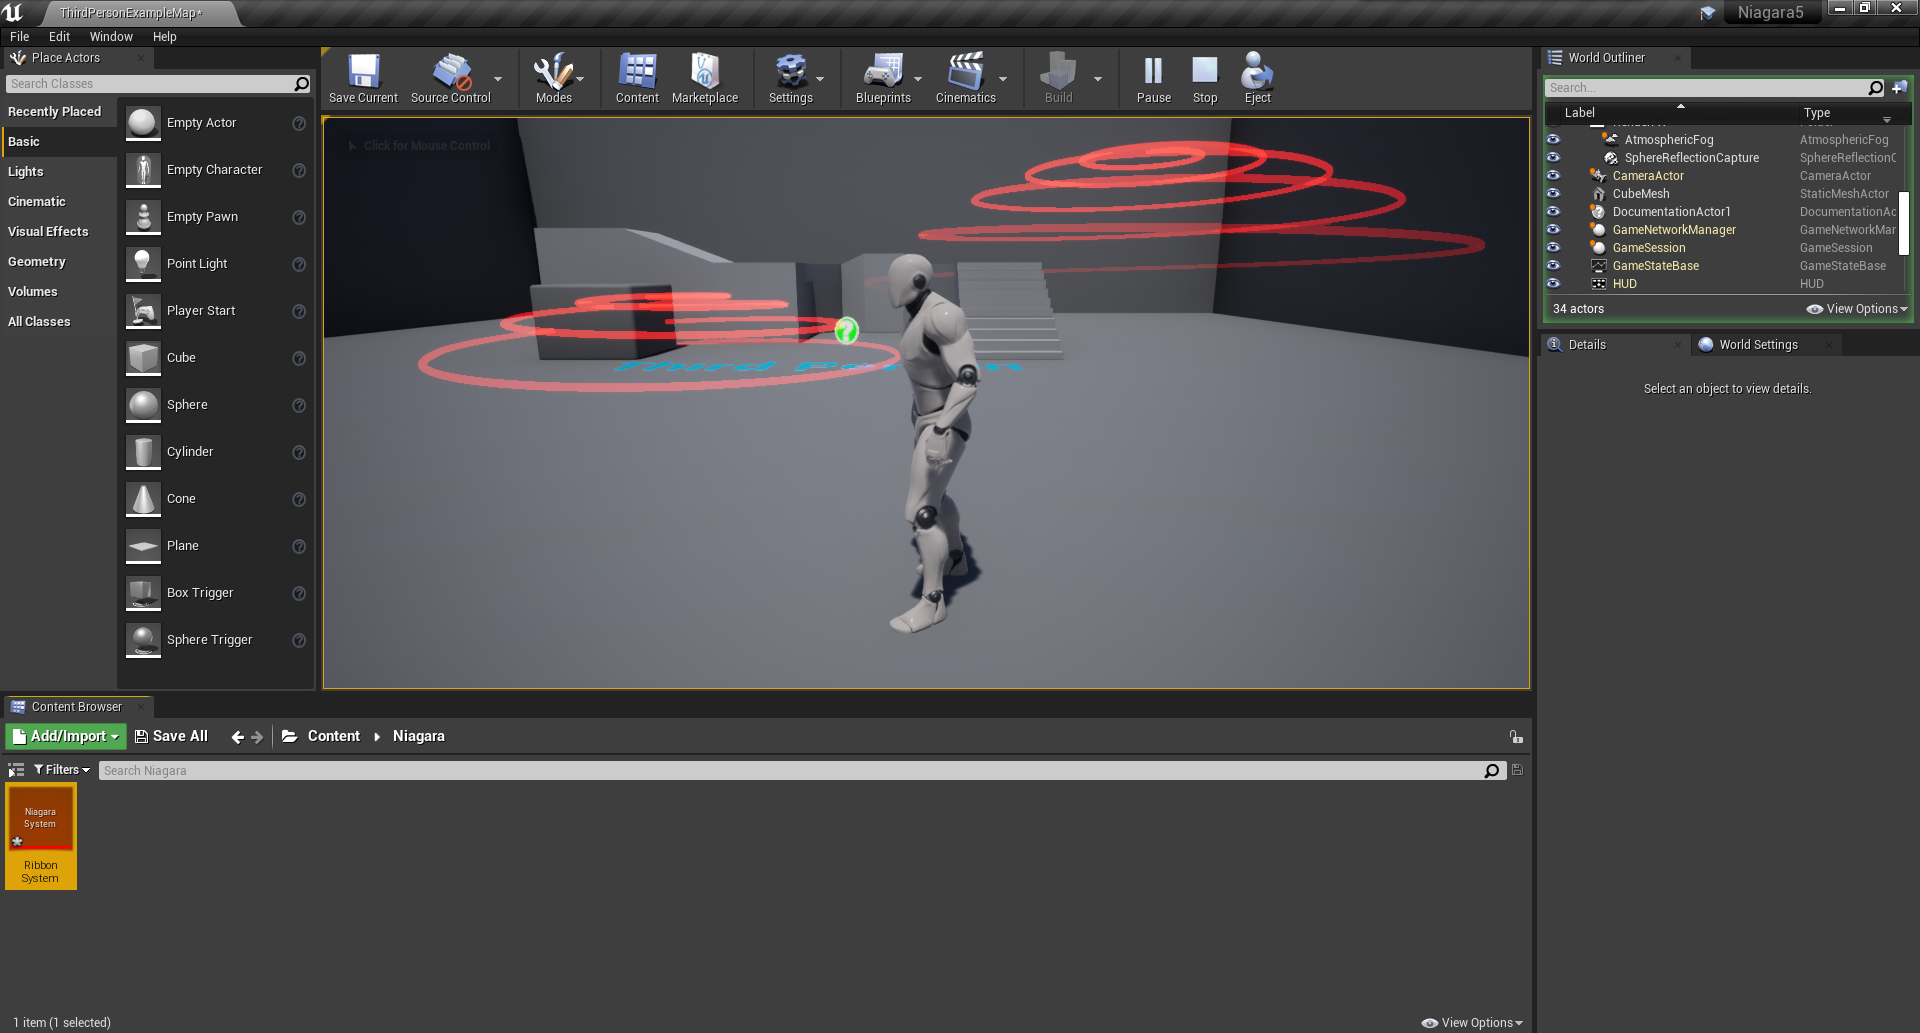 ThirdPersonExampleMap*
Niagara5
File Edit Window Help
Place Actors
Search Classes
Recently Placed
Basic
Lights
Cinematic
Visual Effects
Geometry
Volumes
All Classes
Empty Actor
Empty Character
Empty Pawn
Point Light
Player Start
Cube
Sphere
Cylinder
Cone
Plane
Box Trigger
Sphere Trigger
Save Current
Source Control
Modes
Content
Marketplace
Settings
Blueprints
Cinematics
Build
Pause
Stop
Eject
Click for Mouse Control
Third
World Outliner
Search...
Label Type
AtmosphericFog AtmosphericFog
SphereReflectionCapture SphereReflectionC
CameraActor CameraActor
CubeMesh StaticMeshActor
DocumentationActor1 DocumentationAc
GameNetworkManager GameNetworkMar
GameSession GameSession
GameStateBase GameStateBase
HUD HUD
34 actors
View Options
Details
World Settings
Select an object to view details.
Content Browser
Add/Import
Save All
Content
Niagara
Filters
Search Niagara
Niagara
System
Ribbon
System
1 item (1 selected)
View Options